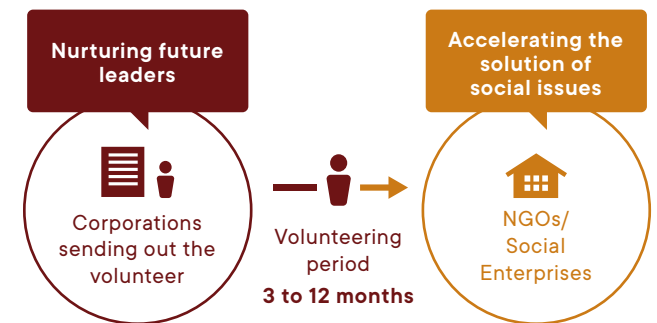 Nurturing future
leaders
Corporations
sending out the
volunteer
Volunteering
period
3 to 12 months
Accelerating the
solution of
social issues
NGOs/
Social
Enterprises